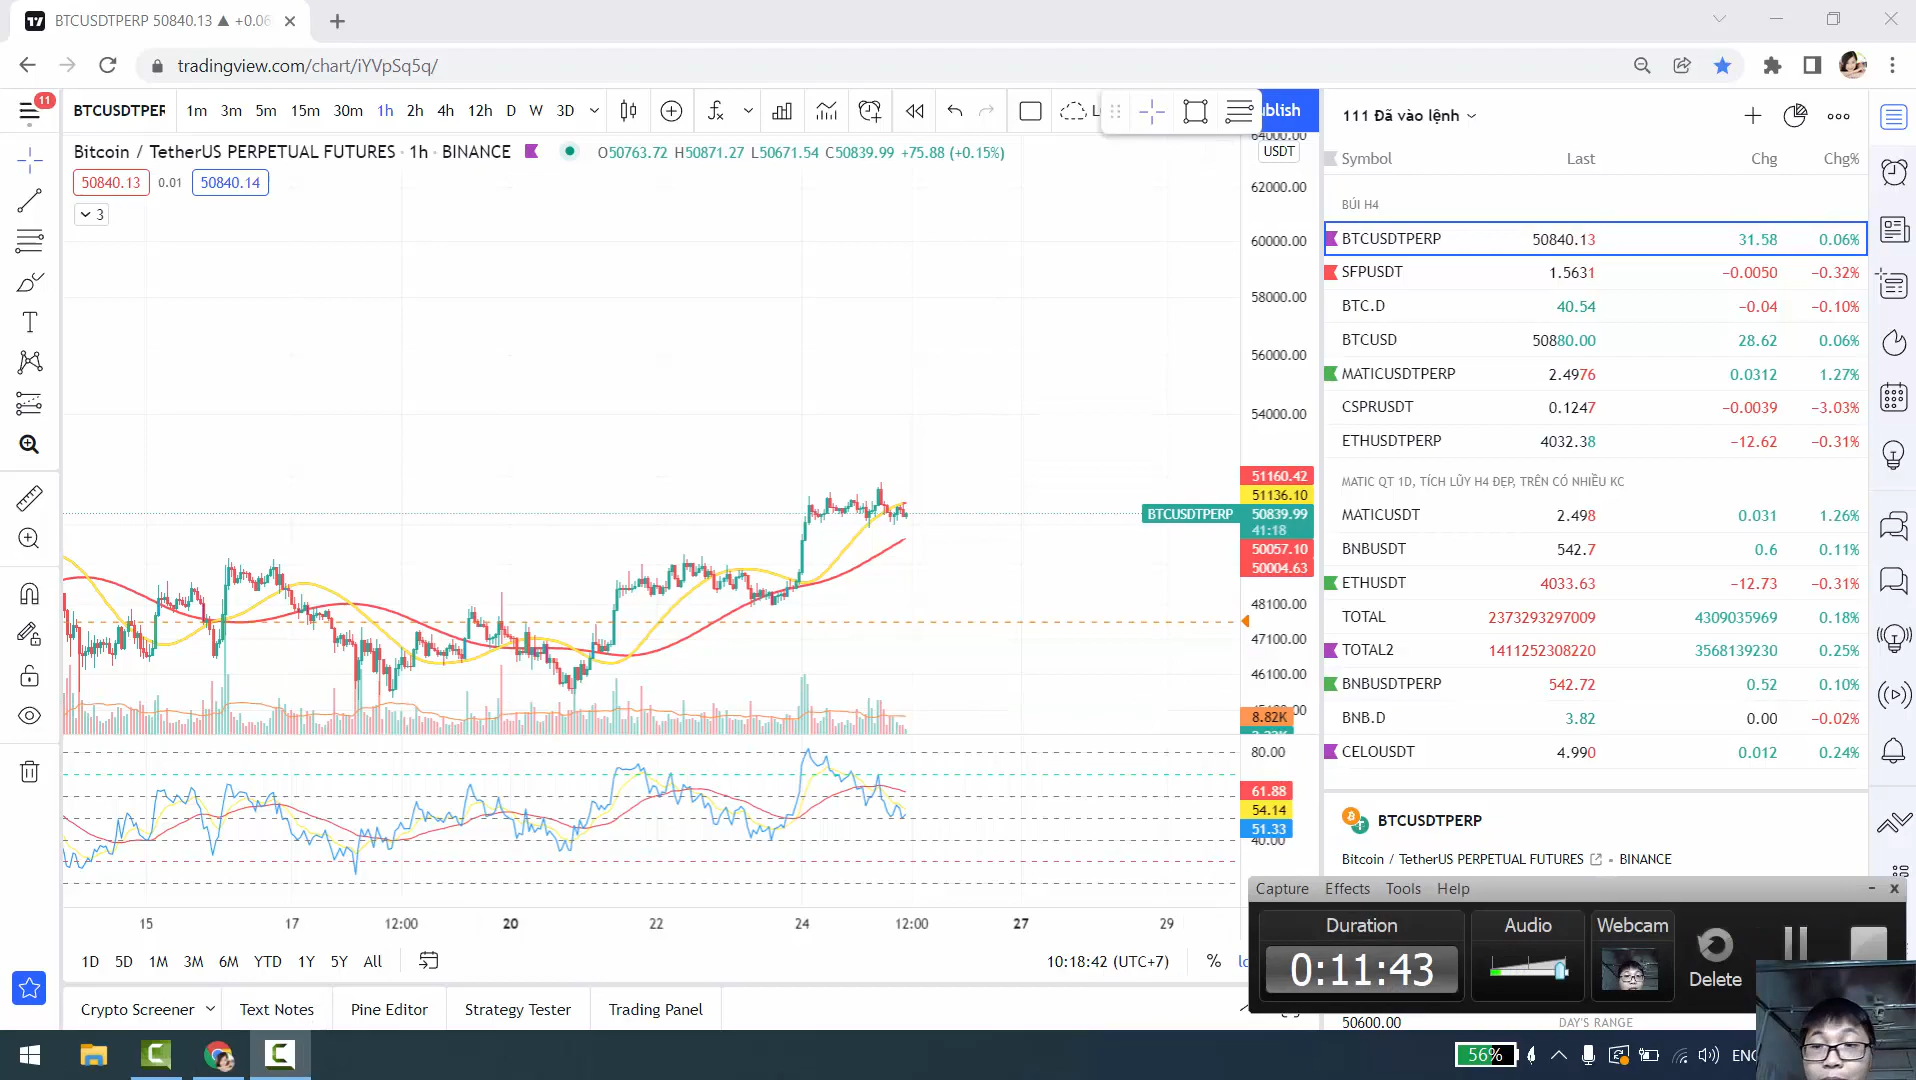 BTCUSDTPERP 50840.13 ▲ +0.06
tradingview.com/chart/iYVpSq5q/
11
BTCUSDTPER 1m 3m 5m 15m 30m 1h 2h 4h 12h D W 3D
Bitcoin / TetherUS PERPETUAL FUTURES · 1h · BINANCE O50763.72 H50871.27 L50671.54 C50839.99 +75.88 (+0.15%)
50840.13 0.01 50840.14
3
64000.00
USDT
62000.00
60000.00
58000.00
56000.00
54000.00
51160.42
51136.10
BTCUSDTPERP 50839.99
41:18
50057.10
50004.63
48100.00
47100.00
46100.00
8.82K
80.00
61.88
54.14
51.33
40.00
15 17 12:00 20 22 24 12:00 27 29
1D 5D 1M 3M 6M YTD 1Y 5Y All 10:18:42 (UTC+7) %
Crypto Screener Text Notes Pine Editor Strategy Tester Trading Panel
111 Đã vào lệnh
Symbol Last Chg Chg%
BÚI H4
BTCUSDTPERP 50840.13 31.58 0.06%
SFPUSDT 1.5631 −0.0050 −0.32%
BTC.D 40.54 −0.04 −0.10%
BTCUSD 50880.00 28.62 0.06%
MATICUSDTPERP 2.4976 0.0312 1.27%
CSPRUSDT 0.1247 −0.0039 −3.03%
ETHUSDTPERP 4032.38 −12.62 −0.31%
MATIC QT 1D, TÍCH LŨY H4 ĐẸP, TRÊN CÓ NHIỀU KC
MATICUSDT 2.498 0.031 1.26%
BNBUSDT 542.7 0.6 0.11%
ETHUSDT 4033.63 −12.73 −0.31%
TOTAL 2373293297009 4309035969 0.18%
TOTAL2 1411252308220 3568139230 0.25%
BNBUSDTPERP 542.72 0.52 0.10%
BNB.D 3.82 0.00 −0.02%
CELOUSDT 4.990 0.012 0.24%
BTCUSDTPERP
Bitcoin / TetherUS PERPETUAL FUTURES • BINANCE
Capture Effects Tools Help
Duration Audio Webcam
0:11:43 Delete
50600.00 DAY'S RANGE
56% ENG